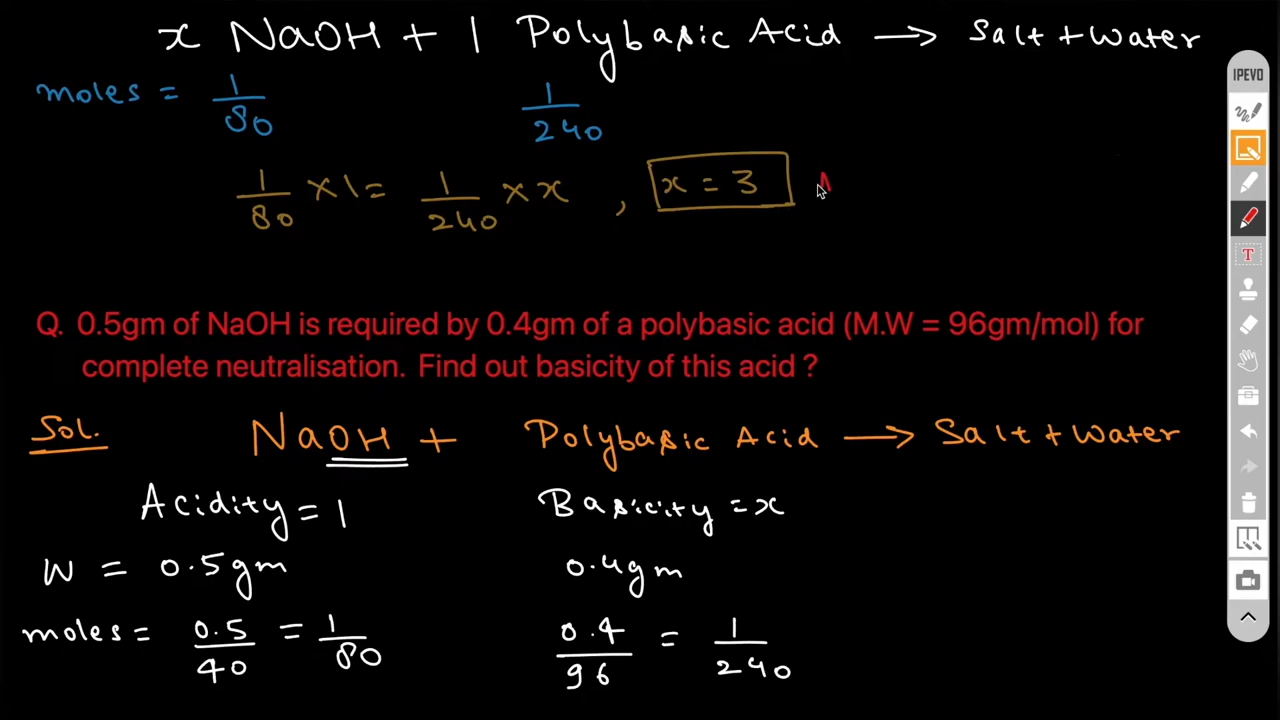 x NaOH + 1 Polybasic Acid → Salt + Water
moles = 1/80 1/240
1/80 × 1 = 1/240 × x , x = 3
Q. 0.5gm of NaOH is required by 0.4gm of a polybasic acid (M.W = 96gm/mol) for
complete neutralisation. Find out basicity of this acid ?
Sol. NaOH + Polybasic Acid → Salt + Water
Acidity = 1 Basicity = x
W = 0.5gm 0.4gm
moles = 0.5/40 = 1/80 0.4/96 = 1/240
IPEVO
T